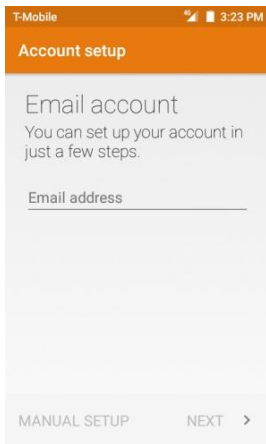 T-Mobile 4G 3:23 PM
Account setup
Email account
You can set up your account in
just a few steps.
Email address
MANUAL SETUP NEXT >